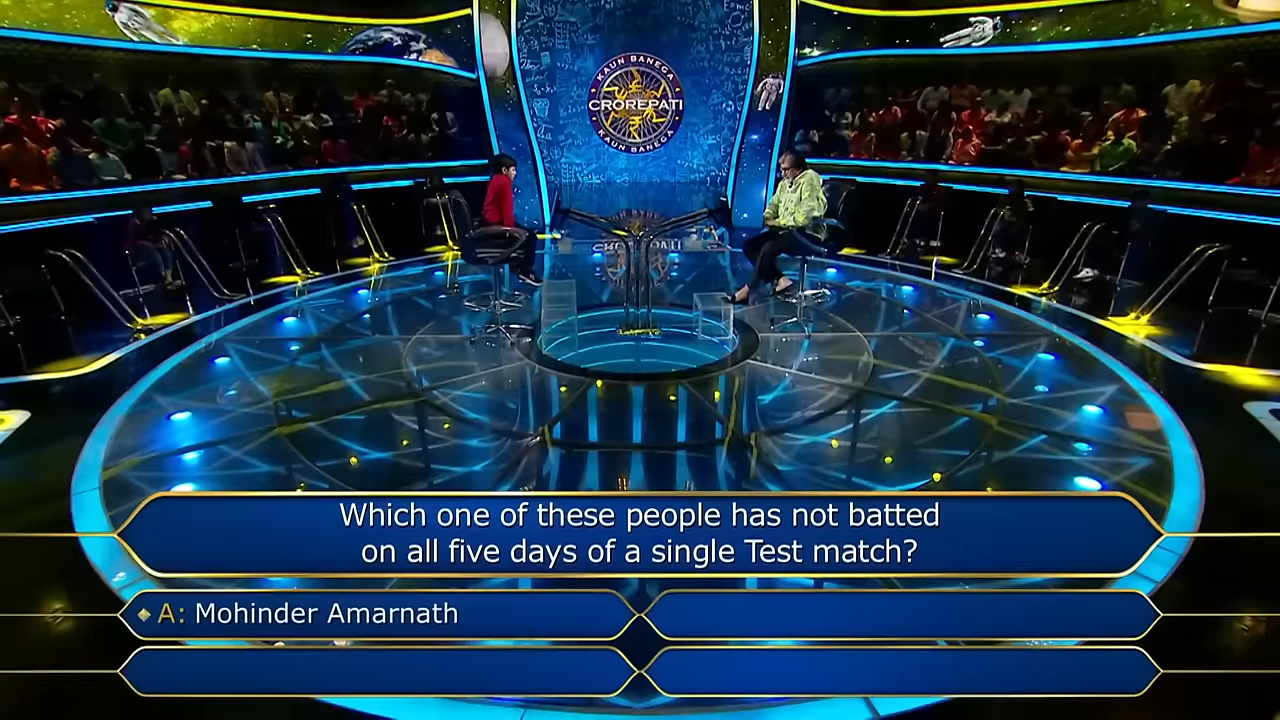 KAUN BANEGA
CROREPATI
KAUN BANEGA
Which one of these people has not batted
on all five days of a single Test match?
A: Mohinder Amarnath